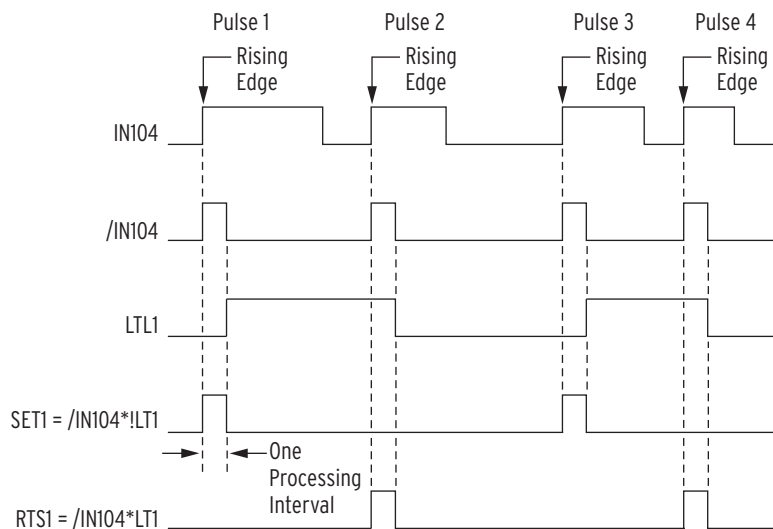 Pulse 1
Pulse 2
Pulse 3
Pulse 4
Rising
Edge
Rising
Edge
Rising
Edge
Rising
Edge
IN104
/IN104
LTL1
SET1 = /IN104*!LT1
One
Processing
Interval
RTS1 = /IN104*LT1